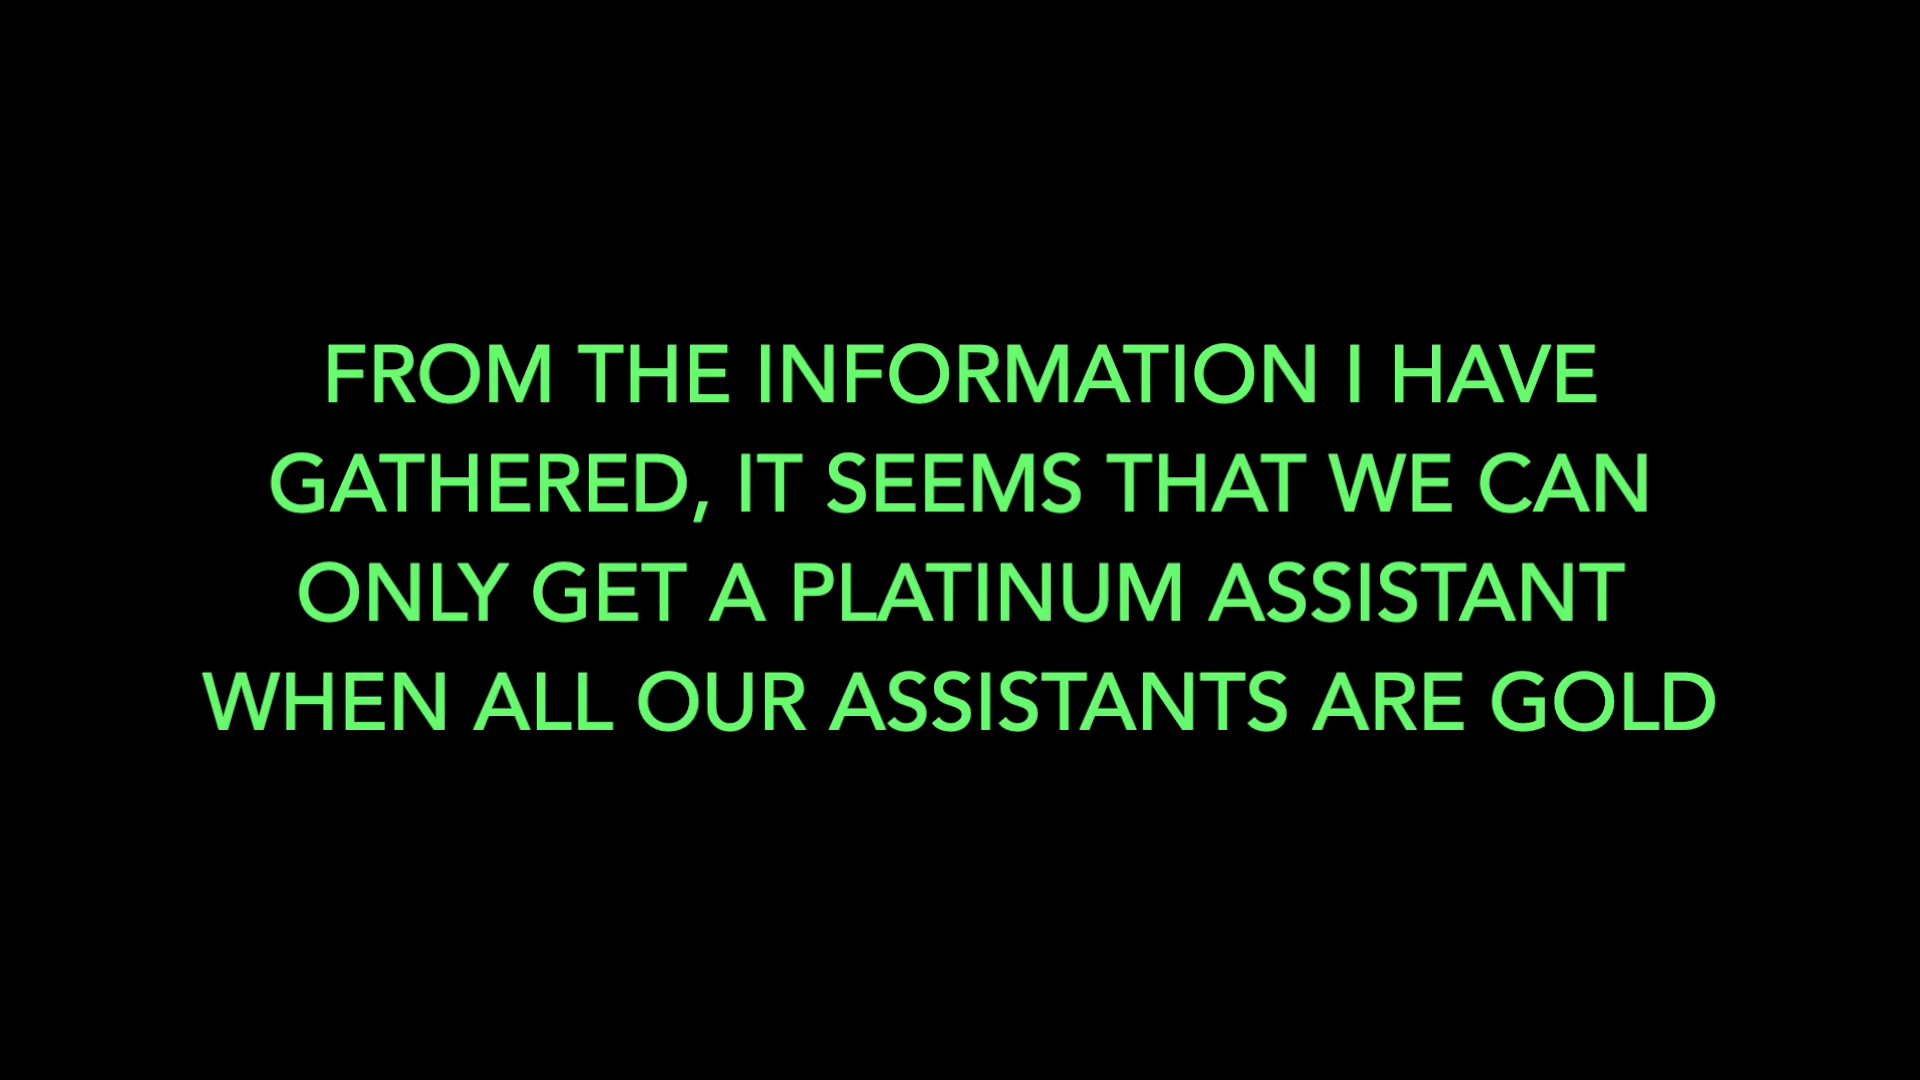 FROM THE INFORMATION I HAVE
GATHERED, IT SEEMS THAT WE CAN
ONLY GET A PLATINUM ASSISTANT
WHEN ALL OUR ASSISTANTS ARE GOLD